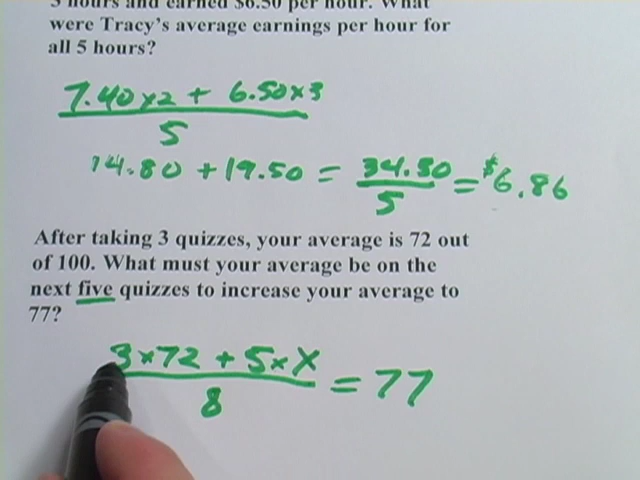 3 hours and earned $6.50 per hour. What
were Tracy's average earnings per hour for
all 5 hours?
7.40×2 + 6.50×3
5
14.80 + 19.50 = 34.30 = $6.86
5
After taking 3 quizzes, your average is 72 out
of 100. What must your average be on the
next five quizzes to increase your average to
77?
3×72 + 5×X = 77
8